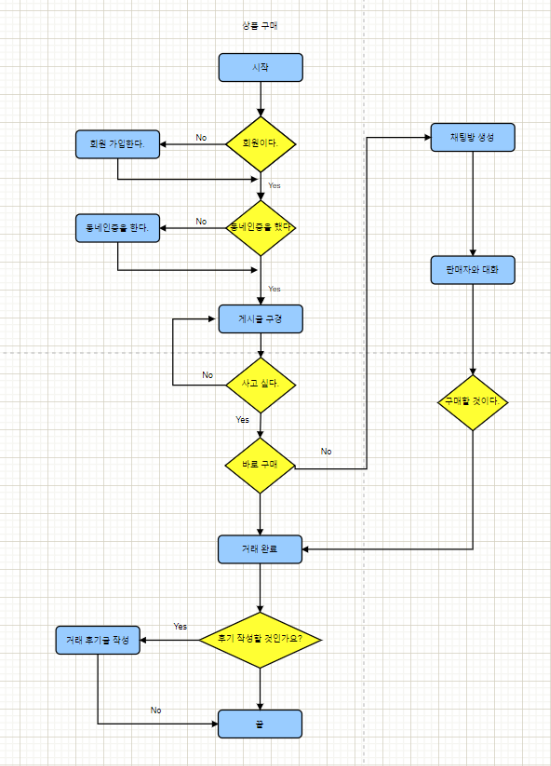 상품 구매
시작
회원이다.
No
회원 가입한다.
Yes
동네인증을 했다
No
동네인증을 한다.
Yes
게시글 구경
사고 싶다.
No
Yes
바로 구매
No
채팅방 생성
판매자와 대화
구매할 것이다.
거래 완료
후기 작성할 것인가요?
Yes
거래 후기글 작성
No
끝